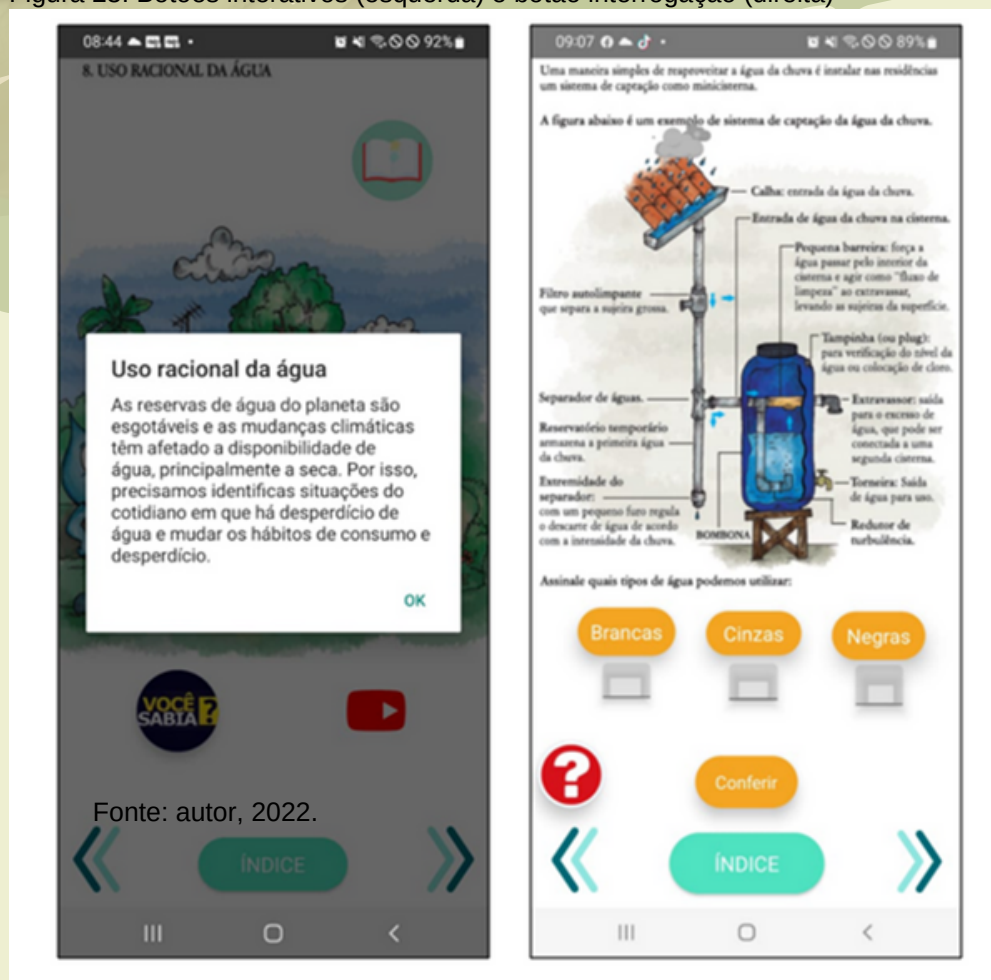 Figura 25: Botões interativos (esquerda) e botão interrogação (direita)
08:44 92%
8. USO RACIONAL DA ÁGUA
Uso racional da água
As reservas de água do planeta são
esgotáveis e as mudanças climáticas
têm afetado a disponibilidade de
água, principalmente a seca. Por isso,
precisamos identificas situações do
cotidiano em que há desperdício de
água e mudar os hábitos de consumo e
desperdício.
OK
VOCÊ
SABIA?
Fonte: autor, 2022.
ÍNDICE
09:07 89%
Uma maneira simples de reaproveitar a água da chuva é instalar nas residências
um sistema de captação como minicisterna.
A figura abaixo é um exemplo de sistema de captação da água da chuva.
Calha: entrada da água da chuva.
Entrada de água da chuva na cisterna.
Pequena barreira: força a
água passar pelo interior da
cisterna e agir como "fluxo de
limpeza" ao extravasar,
levando as sujeiras da superfície.
Filtro autolimpante
que separa a sujeira grossa.
Tampinha (ou plug):
para verificação do nível da
água ou colocação de cloro.
Separador de águas.
Extravassor: saída
para o excesso de
água, que pode ser
conectada a uma
segunda cisterna.
Reservatório temporário
armazena a primeira água
da chuva.
Extremidade do
separador:
com um pequeno furo regula
o descarte de água de acordo
com a intensidade da chuva.
Torneira: Saída
de água para uso.
BOMBONA
Redutor de
turbulência.
Assinale quais tipos de água podemos utilizar:
Brancas Cinzas Negras
?
Conferir
ÍNDICE